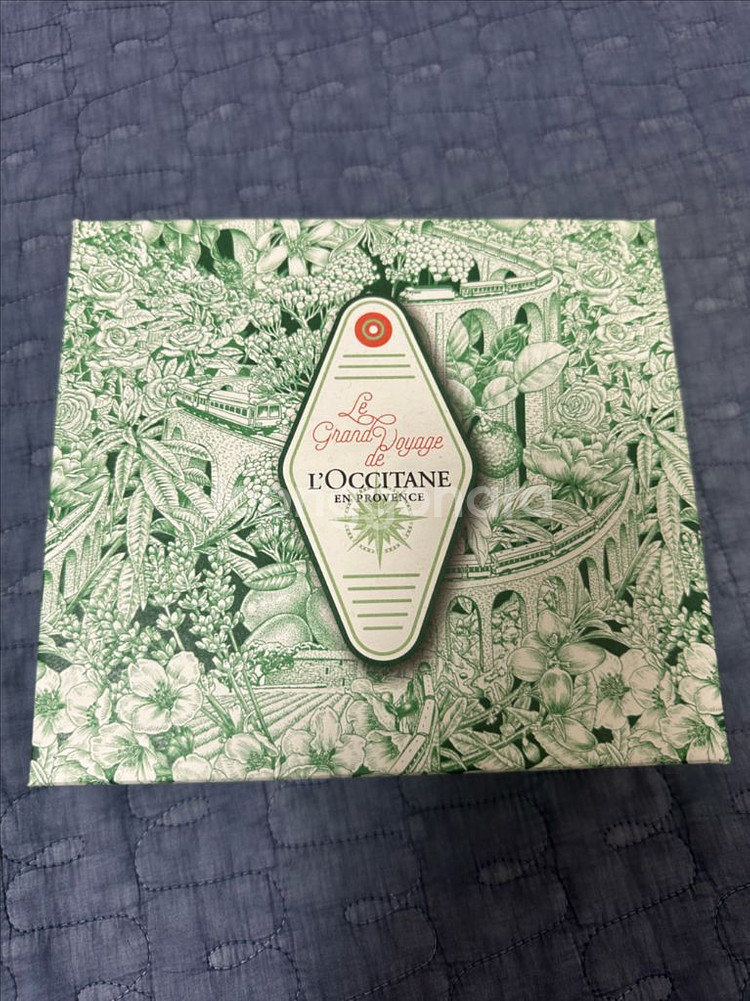 Le
Grand Voyage
de
L'OCCITANE
EN PROVENCE